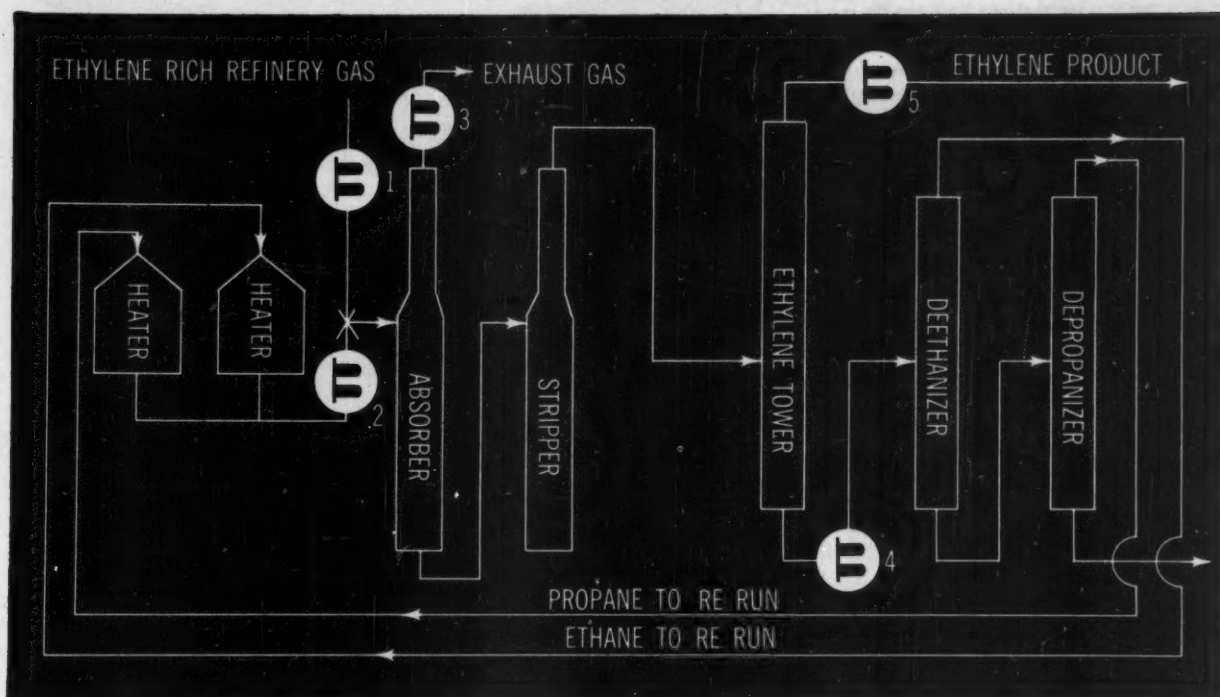 ETHYLENE RICH REFINERY GAS
EXHAUST GAS
ETHYLENE PRODUCT
3
5
1
HEATER
HEATER
2
ABSORBER
STRIPPER
ETHYLENE TOWER
DEETHANIZER
DEPROPANIZER
4
PROPANE TO RE RUN
ETHANE TO RE RUN